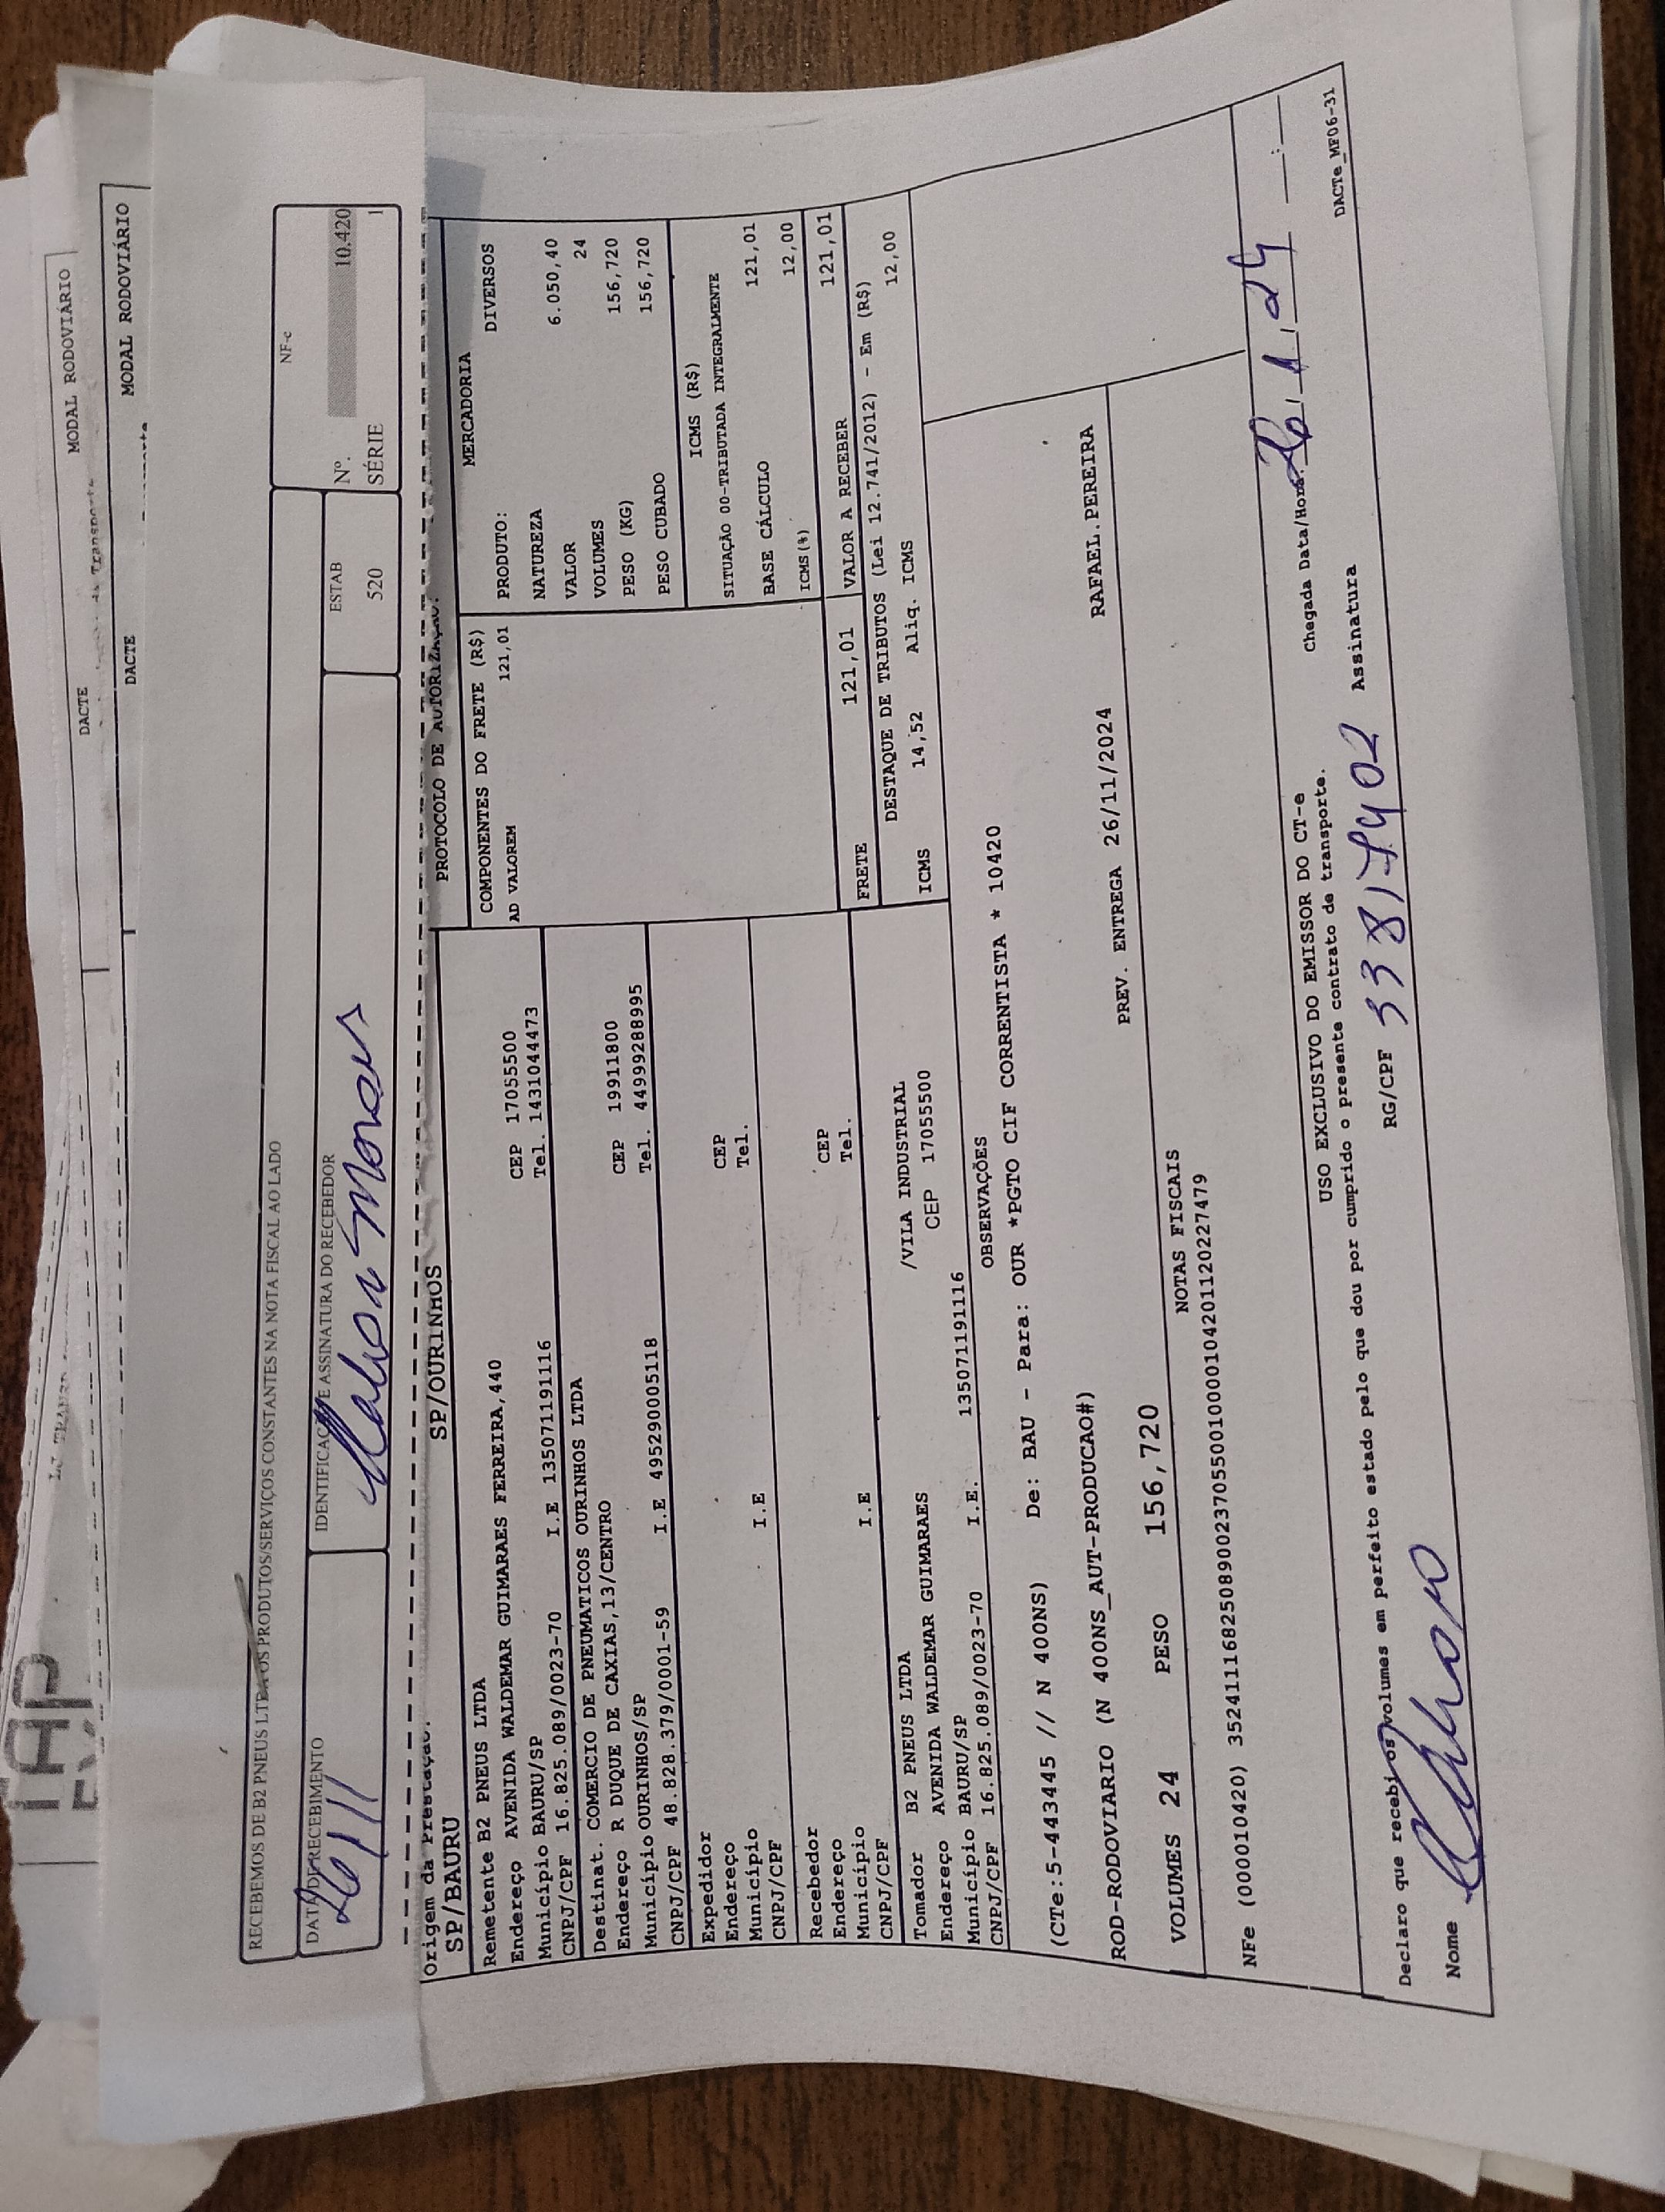 MODAL RODOVIÁRIO
DACTE
MODAL RODOVIÁRIO
DACTE
RECEBEMOS DE B2 PNEUS LTDA OS PRODUTOS/SERVIÇOS CONSTANTES NA NOTA FISCAL AO LADO
NF-e
DATA DE RECEBIMENTO
IDENTIFICAÇÃO E ASSINATURA DO RECEBEDOR
ESTAB
Nº. 10.420
26/11
520
SÉRIE 1
Origem da Prestação:
PROTOCOLO DE AUTORIZAÇÃO:
SP/BAURU
SP/OURINHOS
Remetente B2 PNEUS LTDA
Endereço AVENIDA WALDEMAR GUIMARAES FERREIRA,440 CEP 17055500
Município BAURU/SP Tel. 1431044473
CNPJ/CPF 16.825.089/0023-70 I.E 135071191116
Destinat. COMERCIO DE PNEUMATICOS OURINHOS LTDA
Endereço R DUQUE DE CAXIAS,13/CENTRO CEP 19911800
Município OURINHOS/SP Tel. 44999288995
CNPJ/CPF 48.828.379/0001-59 I.E 495290005118
Expedidor
Endereço CEP
Município Tel.
CNPJ/CPF I.E
Recebedor
Endereço CEP
Município Tel.
CNPJ/CPF I.E
Tomador B2 PNEUS LTDA
Endereço AVENIDA WALDEMAR GUIMARAES /VILA INDUSTRIAL
Município BAURU/SP CEP 17055500
CNPJ/CPF 16.825.089/0023-70 I.E. 135071191116
COMPONENTES DO FRETE (R$)
AD VALOREM 121,01
FRETE 121,01
MERCADORIA
PRODUTO: DIVERSOS
NATUREZA
VALOR 6.050,40
VOLUMES 24
PESO (KG) 156,720
PESO CUBADO 156,720
ICMS (R$)
SITUAÇÃO 00-TRIBUTADA INTEGRALMENTE
BASE CÁLCULO 121,01
ICMS(%) 12,00
VALOR A RECEBER 121,01
DESTAQUE DE TRIBUTOS (Lei 12.741/2012) - Em (R$)
ICMS 14,52 Aliq. ICMS 12,00
OBSERVAÇÕES
(CTe:5-443445 // N 400NS) De: BAU - Para: OUR *PGTO CIF CORRENTISTA * 10420
ROD-RODOVIARIO (N 400NS_AUT-PRODUCAO#)
PREV. ENTREGA 26/11/2024 RAFAEL.PEREIRA
VOLUMES 24 PESO 156,720
NOTAS FISCAIS
NFe (00010420) 35241116825089002370550010000104201120227479
USO EXCLUSIVO DO EMISSOR DO CT-e
Chegada Data/Hora: 26/11/24
Declaro que recebi os volumes em perfeito estado pelo que dou por cumprido o presente contrato de transporte.
Nome
RG/CPF
Assinatura
DACTe_MF06-31